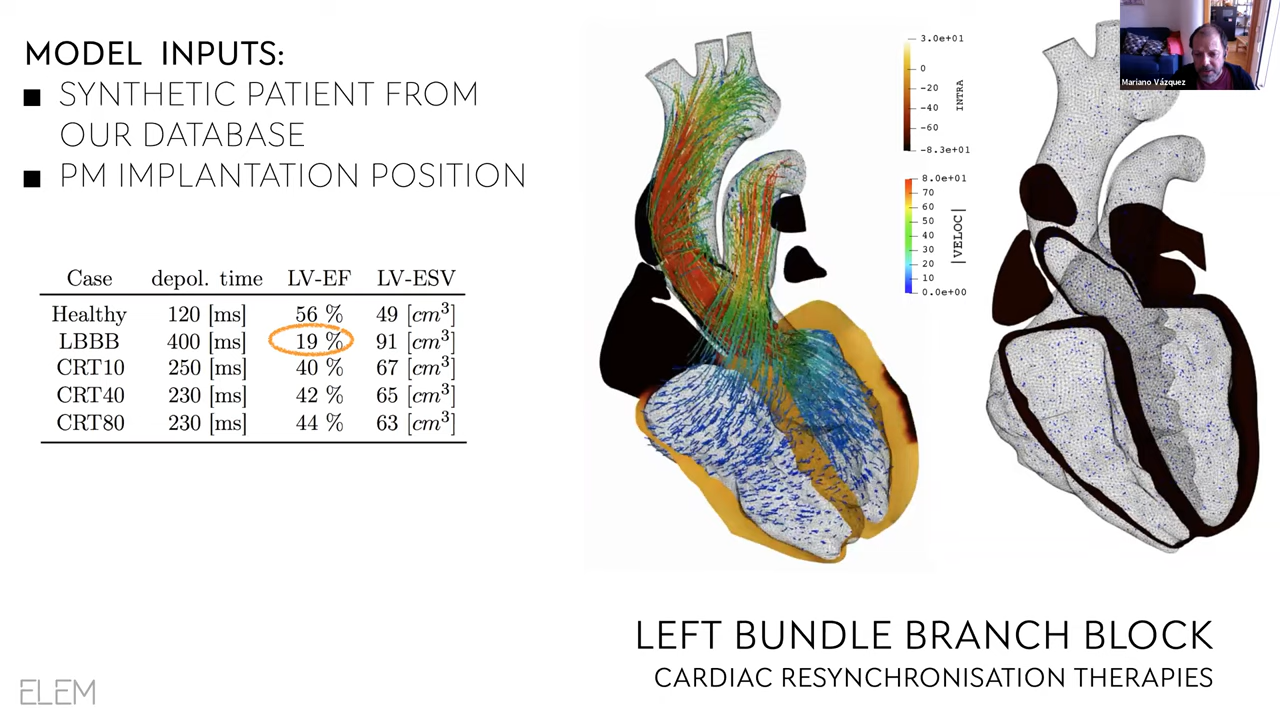 MODEL INPUTS:
SYNTHETIC PATIENT FROM
OUR DATABASE
PM IMPLANTATION POSITION
Case depol. time LV-EF LV-ESV
Healthy 120 [ms] 56 % 49 [cm³]
LBBB 400 [ms] 19 % 91 [cm³]
CRT10 250 [ms] 40 % 67 [cm³]
CRT40 230 [ms] 42 % 65 [cm³]
CRT80 230 [ms] 44 % 63 [cm³]
3.0e+01
0
-20
-40
-60
-8.3e+01
INTRA
8.0e+01
70
60
50
40
30
20
10
0.0e+00
|VELOC|
Mariano Vázquez
LEFT BUNDLE BRANCH BLOCK
CARDIAC RESYNCHRONISATION THERAPIES
ELEM